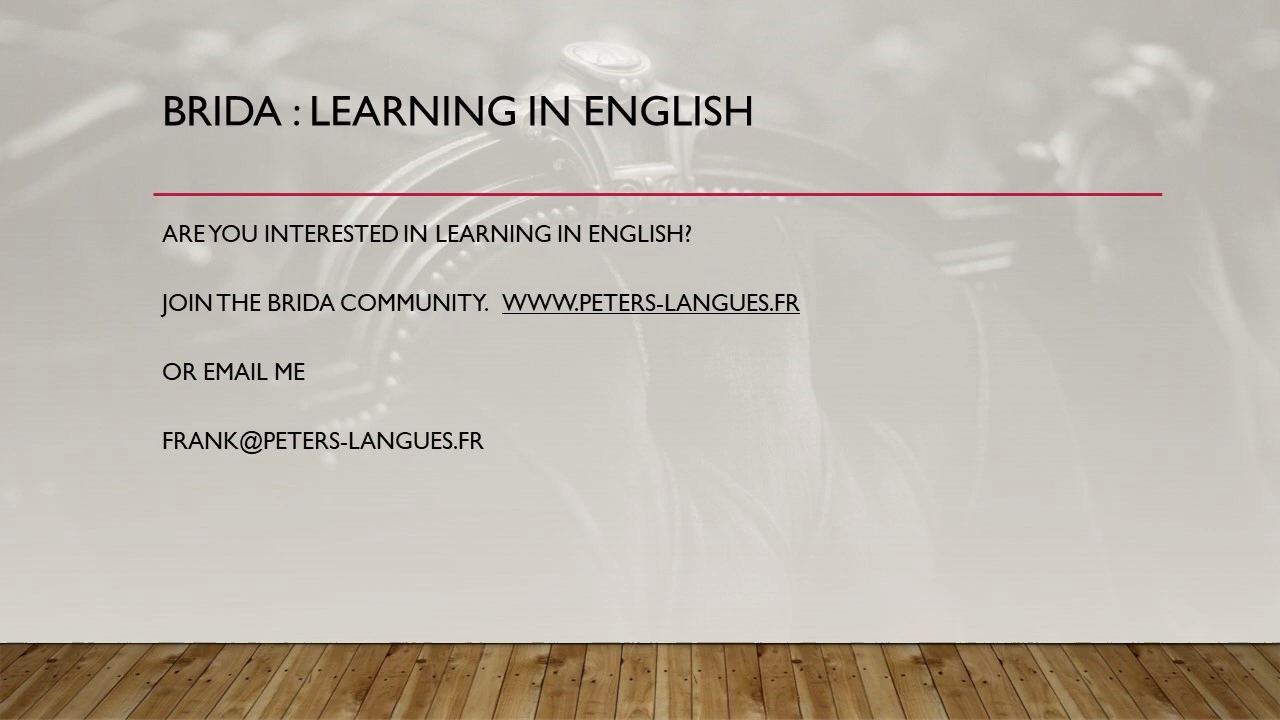 BRIDA : LEARNING IN ENGLISH
ARE YOU INTERESTED IN LEARNING IN ENGLISH?
JOIN THE BRIDA COMMUNITY. WWW.PETERS-LANGUES.FR
OR EMAIL ME
FRANK@PETERS-LANGUES.FR